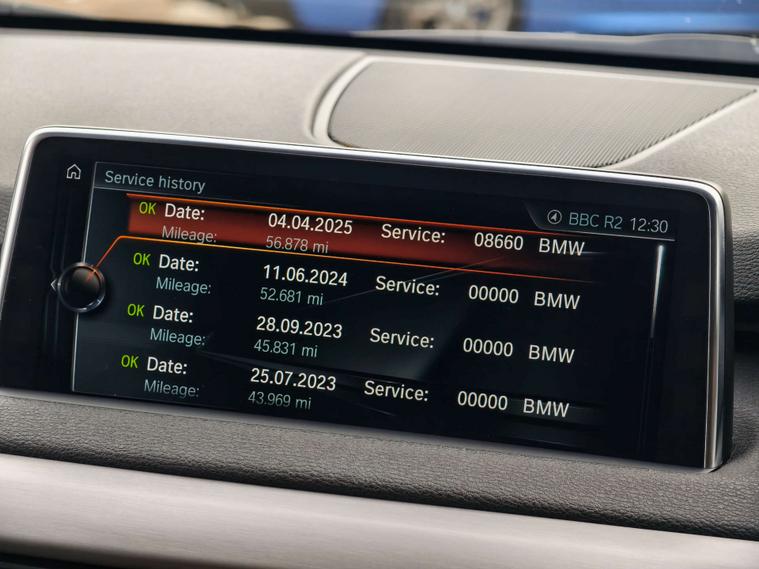 Service history
BBC R2 12:30
OK Date: 04.04.2025 Service: 08660 BMW
Mileage: 56.878 mi
OK Date: 11.06.2024 Service: 00000 BMW
Mileage: 52.681 mi
OK Date: 28.09.2023 Service: 00000 BMW
Mileage: 45.831 mi
OK Date: 25.07.2023 Service: 00000 BMW
Mileage: 43.969 mi